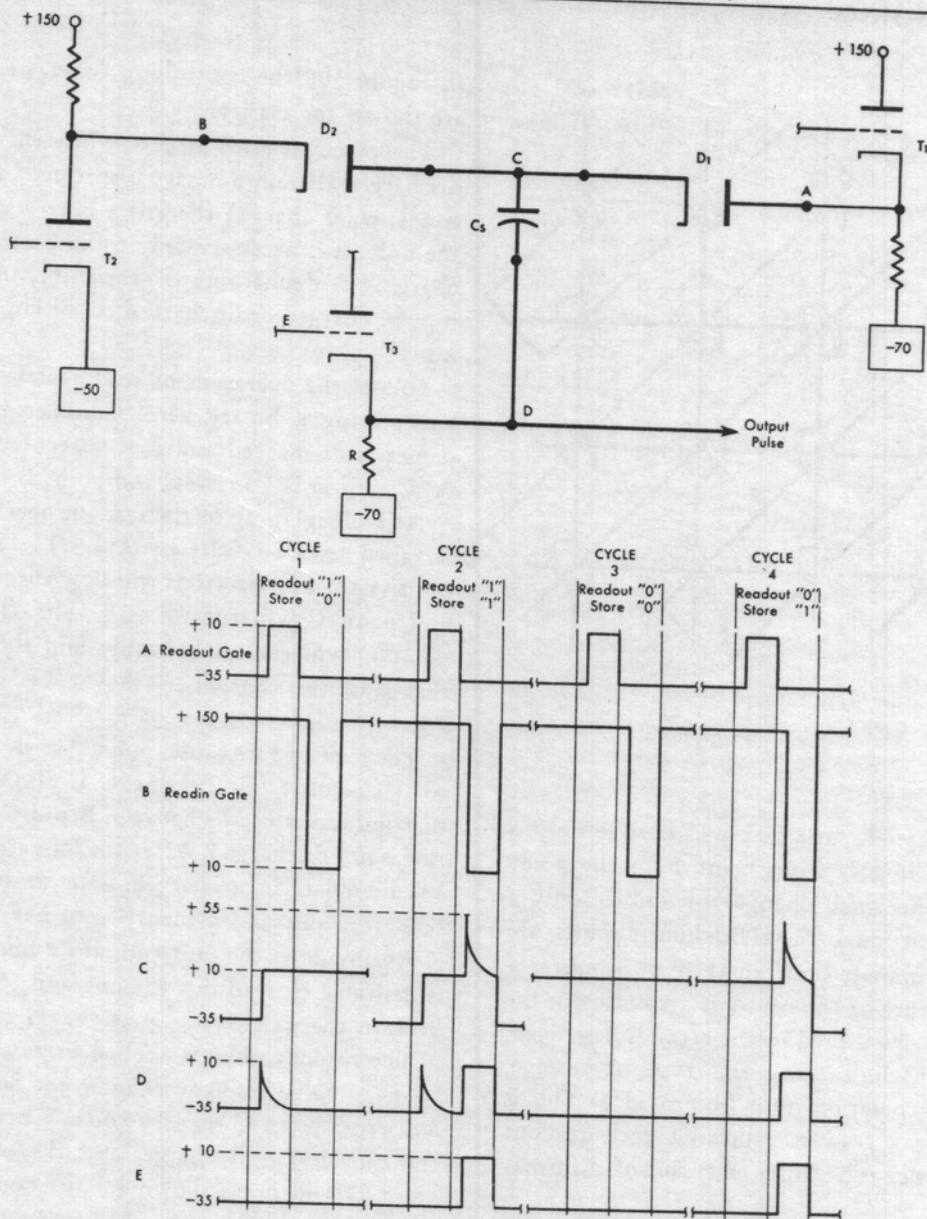 +150
+150
B
D2
C
D1
A
T1
Cs
T2
E
T3
-50
D
Output
Pulse
R
-70
-70
CYCLE
1
Readout "1"
Store "0"
CYCLE
2
Readout "1"
Store "1"
CYCLE
3
Readout "0"
Store "0"
CYCLE
4
Readout "0"
Store "1"
+10
A Readout Gate
-35
+150
B Readin Gate
+10
+55
C
+10
-35
+10
D
-35
+10
E
-35